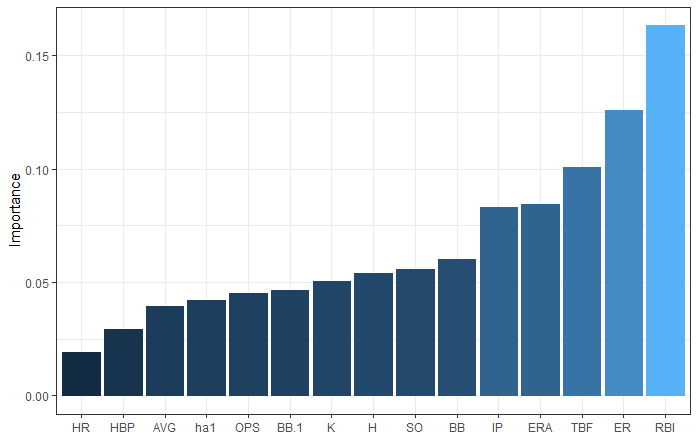 Importance
0.15
0.10
0.05
0.00
HR HBP AVG ha1 OPS BB.1 K H SO BB IP ERA TBF ER RBI